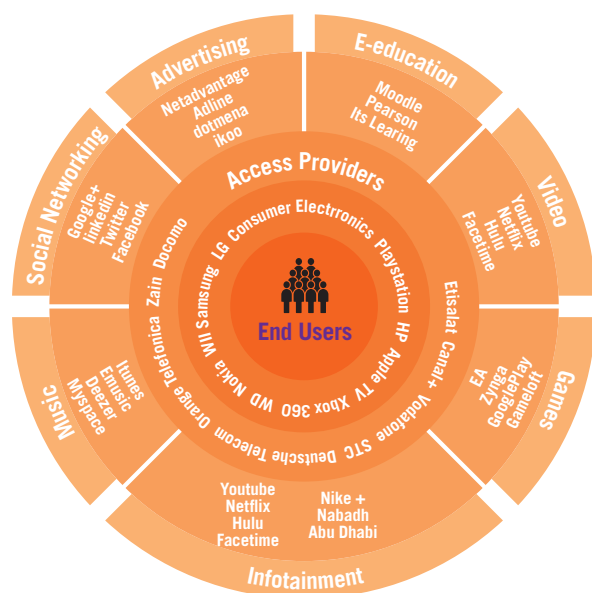 Advertising
Netadvantage
Adline
dotmena
ikoo
E-education
Moodle
Pearson
Its Learing
Video
Youtube
Netflix
Hulu
Facetime
Games
EA
Zynga
GooglePlay
Gameloft
Infotainment
Youtube
Netflix
Hulu
Facetime
Nike +
Nabadh
Abu Dhabi
Music
Itunes
Emusic
Deezer
Myspace
Social Networking
Google+
linkedin
Twitter
Facebook
Access Providers
Etisalat Canal+ Vodafone STC Deutsche Telecom Orange Telefonica Zain Docomo
Consumer Electrronics
Playstation HP Apple TV Xbox 360 WD Nokia WII Samsung LG
End Users